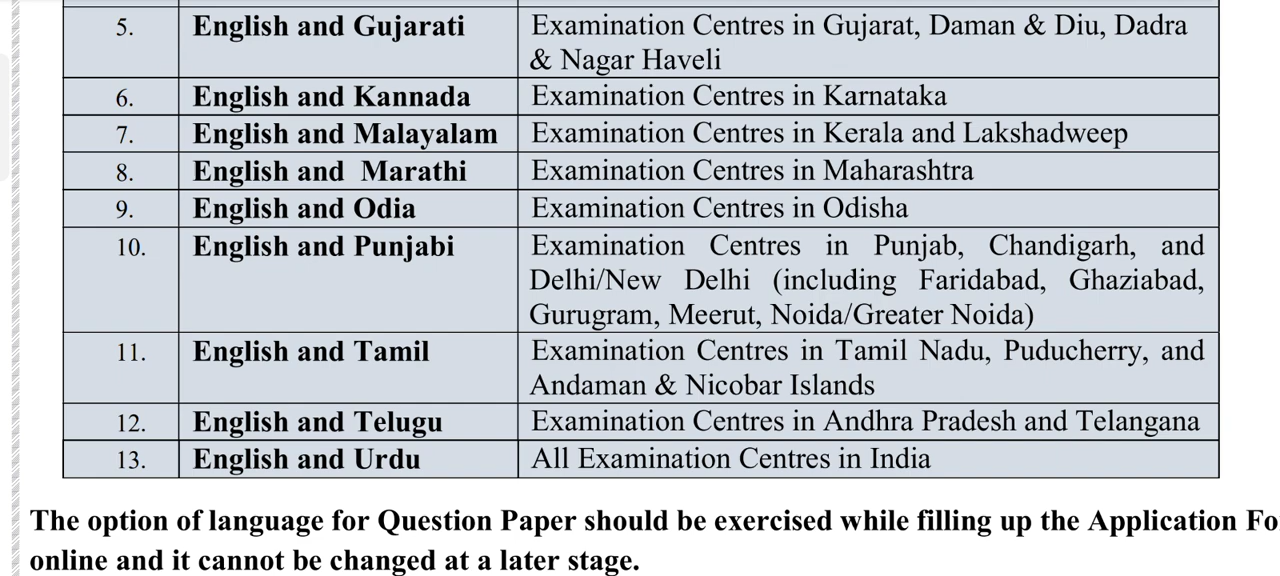 5. English and Gujarati Examination Centres in Gujarat, Daman & Diu, Dadra
& Nagar Haveli
6. English and Kannada Examination Centres in Karnataka
7. English and Malayalam Examination Centres in Kerala and Lakshadweep
8. English and Marathi Examination Centres in Maharashtra
9. English and Odia Examination Centres in Odisha
10. English and Punjabi Examination Centres in Punjab, Chandigarh, and
Delhi/New Delhi (including Faridabad, Ghaziabad,
Gurugram, Meerut, Noida/Greater Noida)
11. English and Tamil Examination Centres in Tamil Nadu, Puducherry, and
Andaman & Nicobar Islands
12. English and Telugu Examination Centres in Andhra Pradesh and Telangana
13. English and Urdu All Examination Centres in India
The option of language for Question Paper should be exercised while filling up the Application Fo
online and it cannot be changed at a later stage.